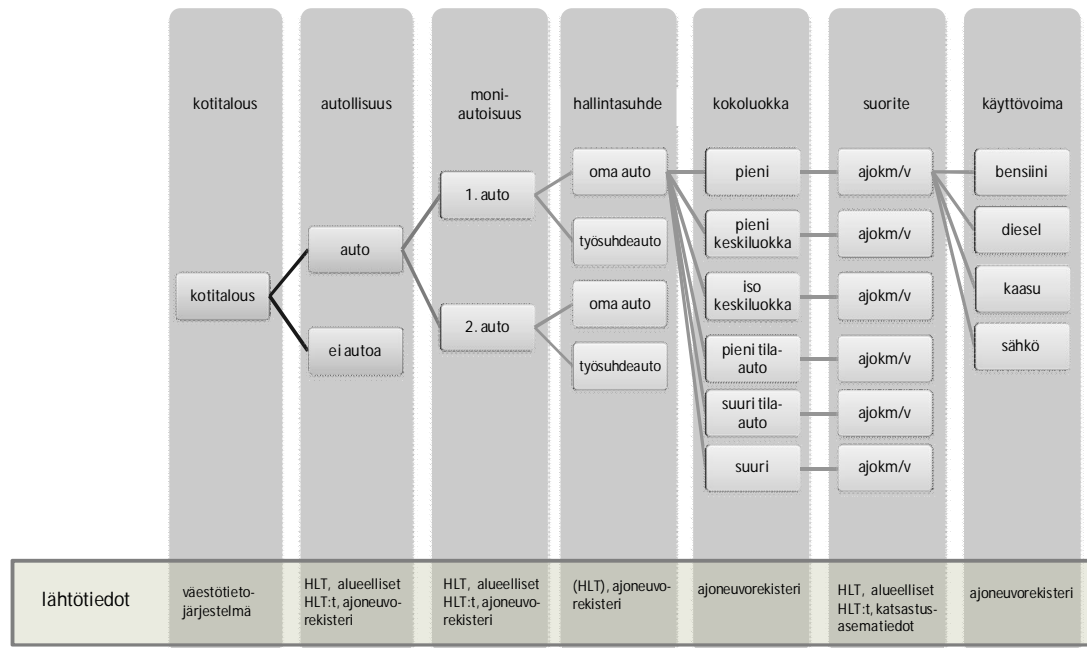 kotitalous
autollisuus
moni-
autoisuus
hallintasuhde
kokoluokka
suorite
käyttövoima
kotitalous
auto
ei autoa
1. auto
2. auto
oma auto
työsuhdeauto
oma auto
työsuhdeauto
pieni
pieni
keskiluokka
iso
keskiluokka
pieni tila-
auto
suuri tila-
auto
suuri
ajokm/v
ajokm/v
ajokm/v
ajokm/v
ajokm/v
ajokm/v
bensiini
diesel
kaasu
sähkö
lähtötiedot
väestötieto-
järjestelmä
HLT, alueelliset
HLT:t, ajoneuvo-
rekisteri
HLT, alueelliset
HLT:t, ajoneuvo-
rekisteri
(HLT), ajoneuvo-
rekisteri
ajoneuvorekisteri
HLT, alueelliset
HLT:t, katsastus-
asematiedot
ajoneuvorekisteri